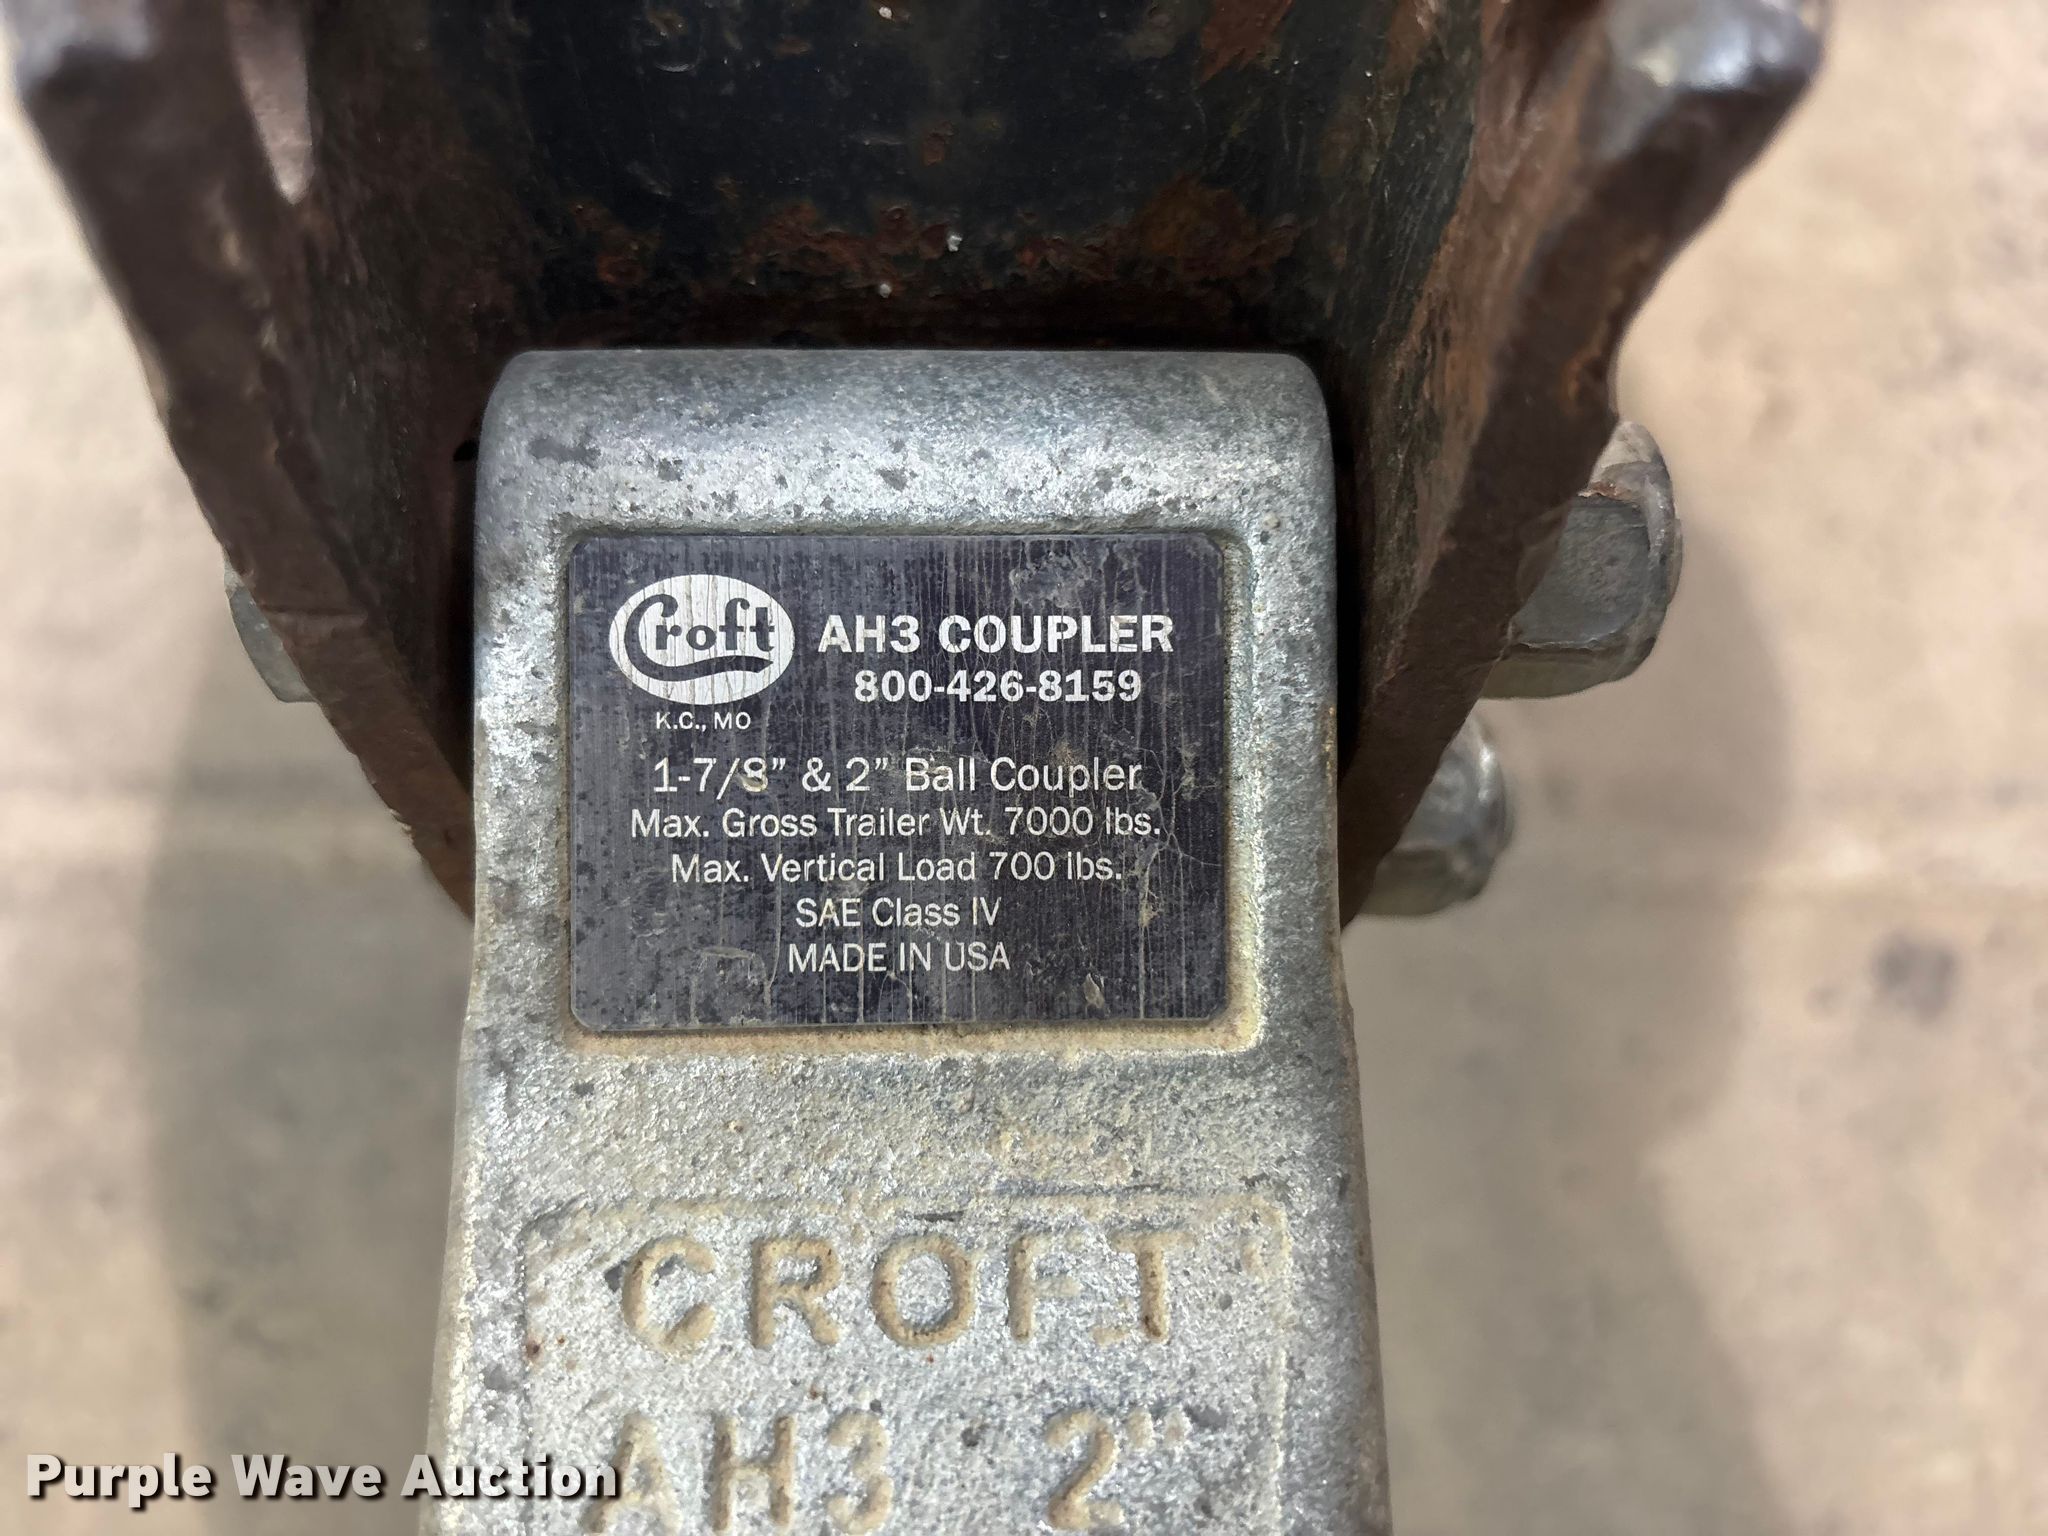 Croft
AH3 COUPLER
800-426-8159
K.C., MO
1-7/8" & 2" Ball Coupler
Max. Gross Trailer Wt. 7000 lbs.
Max. Vertical Load 700 lbs.
SAE Class IV
MADE IN USA
CROFT
AH3 2"
Purple Wave Auction